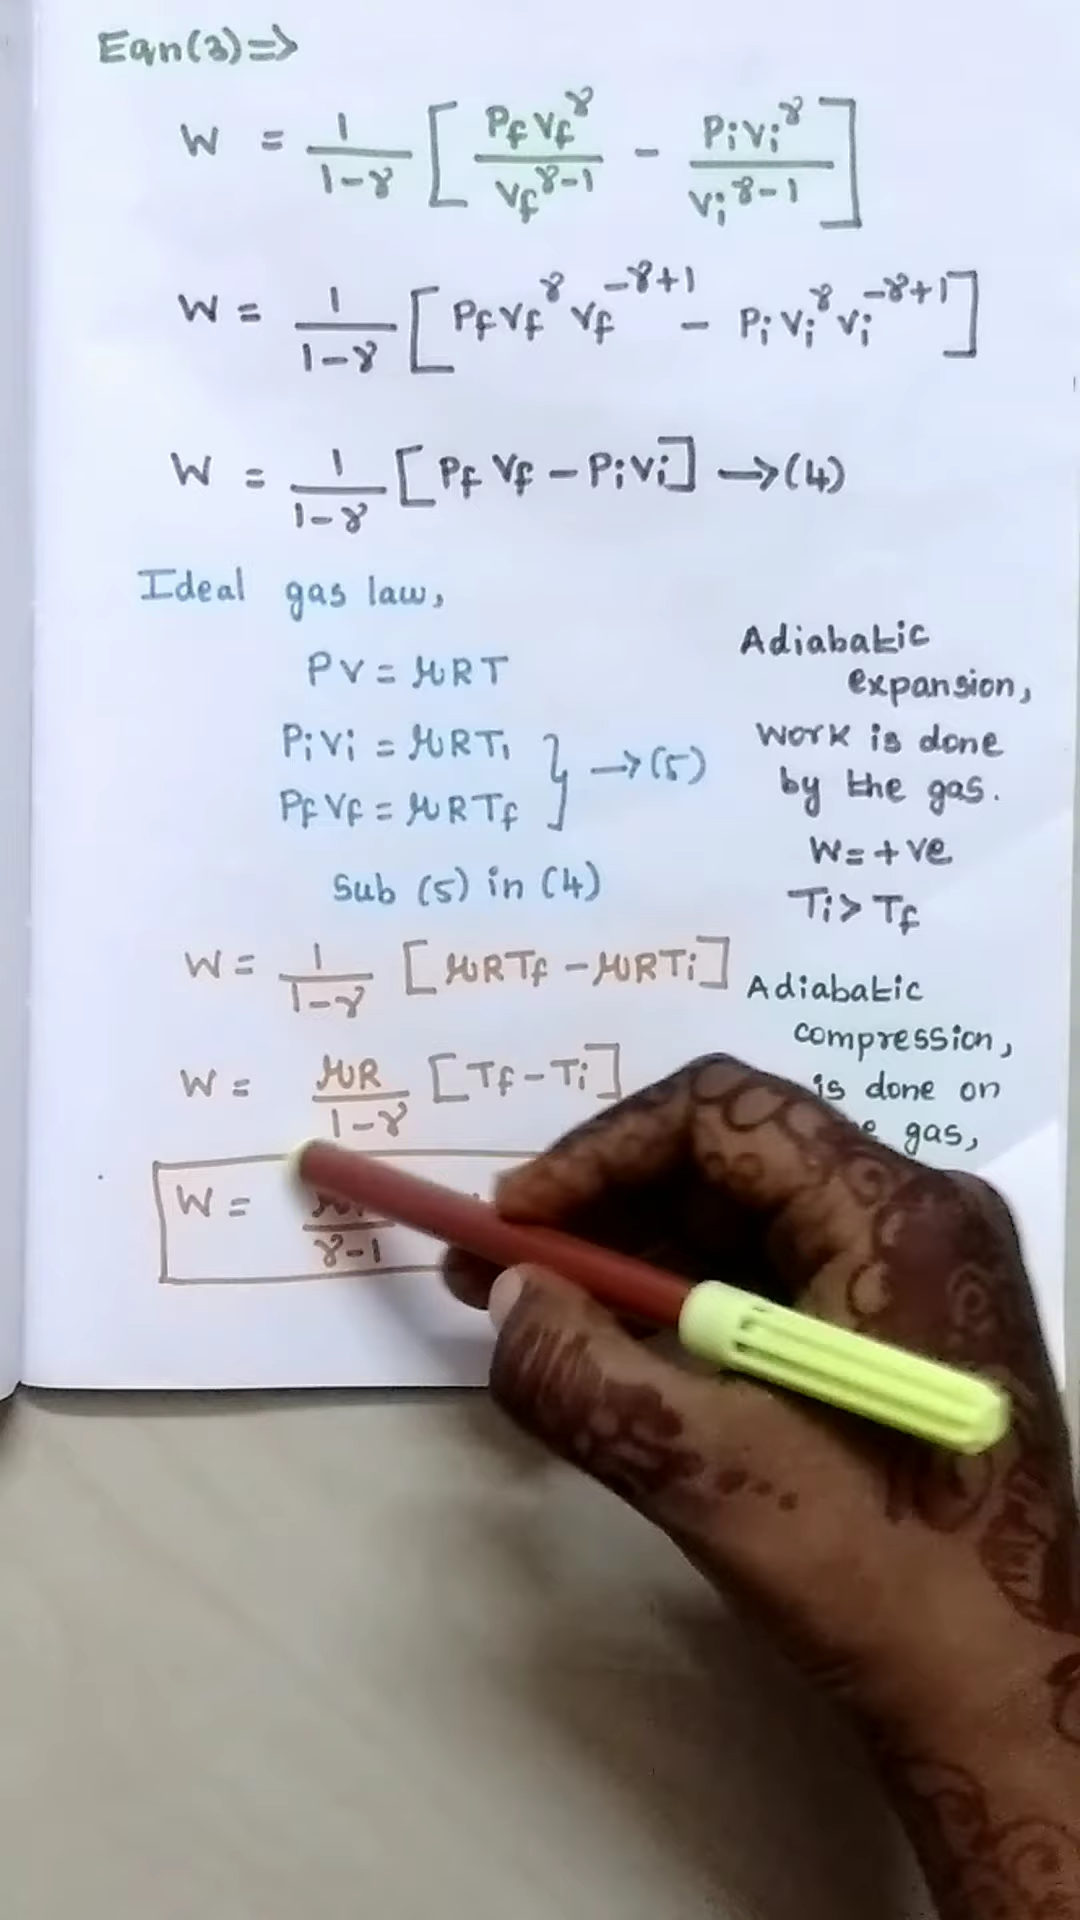 Eqn(3)=>
W = 1/(1-γ) [ PfVf^γ / Vf^(γ-1) - PiVi^γ / Vi^(γ-1) ]
W = 1/(1-γ) [ PfVf^γ Vf^(-γ+1) - PiVi^γ Vi^(-γ+1) ]
W = 1/(1-γ) [ PfVf - PiVi ] →(4)
Ideal gas law,
PV = μRT
PiVi = μRTi
PfVf = μRTf } →(5)
Sub (5) in (4)
W = 1/(1-γ) [ μRTf - μRTi ]
W = μR/(1-γ) [Tf - Ti]
W = /(γ-1)
Adiabatic
expansion,
work is done
by the gas.
W = +ve
Ti > Tf
Adiabatic
compression,
is done on
gas,